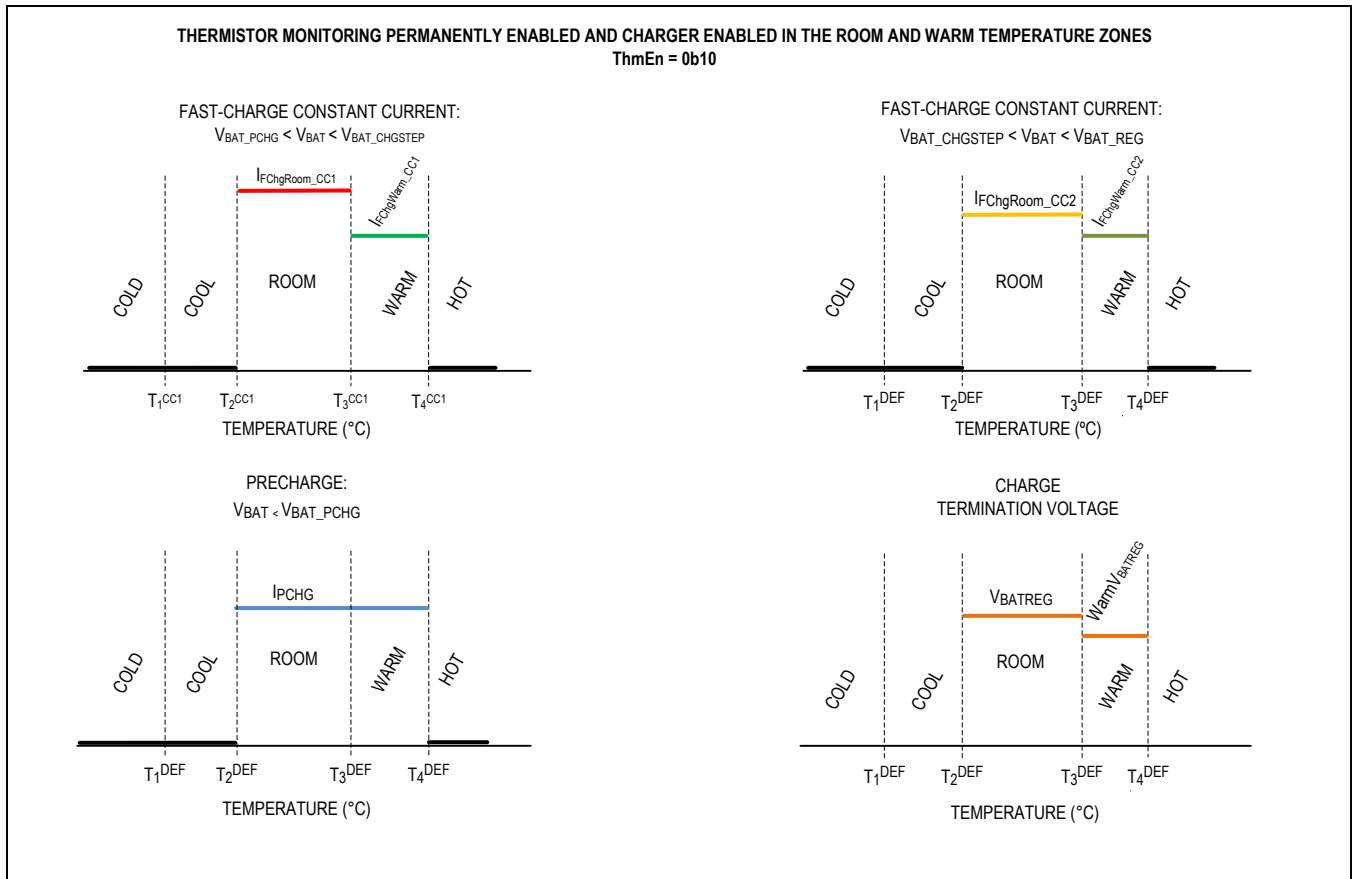 THERMISTOR MONITORING PERMANENTLY ENABLED AND CHARGER ENABLED IN THE ROOM AND WARM TEMPERATURE ZONES
ThmEn = 0b10
FAST-CHARGE CONSTANT CURRENT:
VBAT_PCHG < VBAT < VBAT_CHGSTEP
IFChgRoom_CC1
IFChgWarm_CC1
COLD
COOL
ROOM
WARM
HOT
T1CC1
T2CC1
T3CC1
T4CC1
TEMPERATURE (°C)
FAST-CHARGE CONSTANT CURRENT:
VBAT_CHGSTEP < VBAT < VBAT_REG
IFChgRoom_CC2
IFChgWarm_CC2
COLD
COOL
ROOM
WARM
HOT
T1DEF
T2DEF
T3DEF
T4DEF
TEMPERATURE (ºC)
PRECHARGE:
VBAT < VBAT_PCHG
IPCHG
COLD
COOL
ROOM
WARM
HOT
T1DEF
T2DEF
T3DEF
T4DEF
TEMPERATURE (°C)
CHARGE
TERMINATION VOLTAGE
VBATREG
WarmVBATREG
COLD
COOL
ROOM
WARM
HOT
T1DEF
T2DEF
T3DEF
T4DEF
TEMPERATURE (°C)